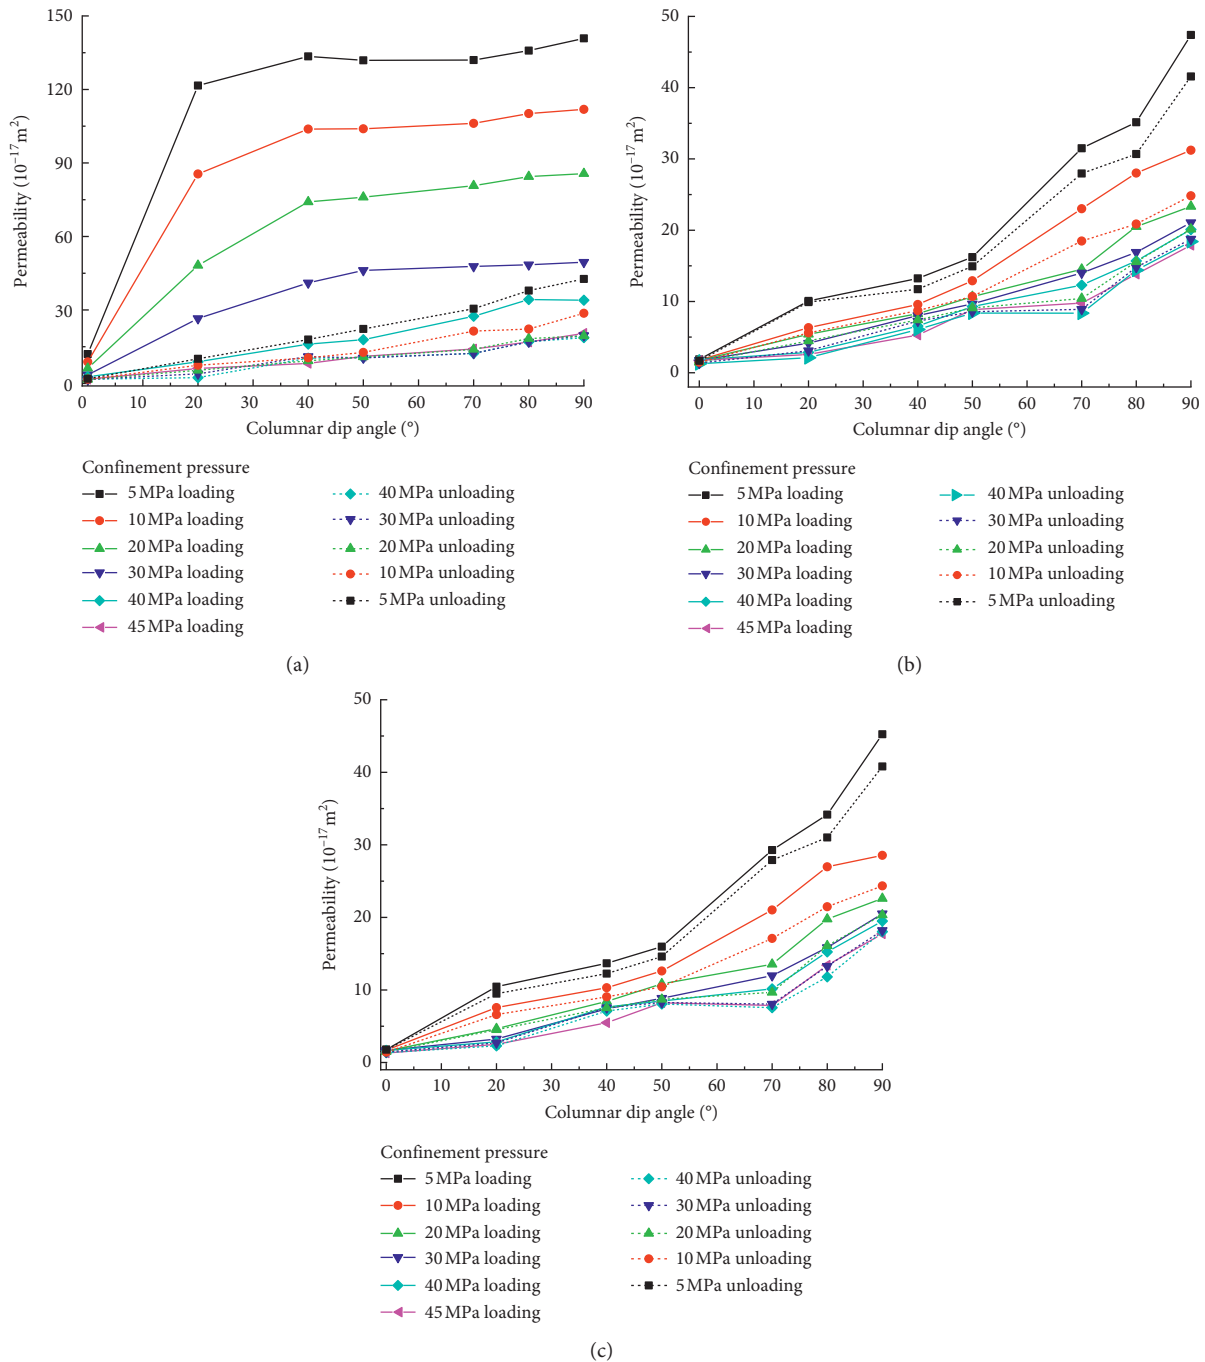 150
120
90
60
30
0
Permeability (10⁻¹⁷ m²)
0 10 20 30 40 50 60 70 80 90
Columnar dip angle (°)
Confinement pressure
5 MPa loading
10 MPa loading
20 MPa loading
30 MPa loading
40 MPa loading
45 MPa loading
40 MPa unloading
30 MPa unloading
20 MPa unloading
10 MPa unloading
5 MPa unloading
(a)
50
40
30
20
10
0
Permeability (10⁻¹⁷ m²)
0 10 20 30 40 50 60 70 80 90
Columnar dip angle (°)
Confinement pressure
5 MPa loading
10 MPa loading
20 MPa loading
30 MPa loading
40 MPa loading
45 MPa loading
40 MPa unloading
30 MPa unloading
20 MPa unloading
10 MPa unloading
5 MPa unloading
(b)
50
40
30
20
10
0
Permeability (10⁻¹⁷ m²)
0 10 20 30 40 50 60 70 80 90
Columnar dip angle (°)
Confinement pressure
5 MPa loading
10 MPa loading
20 MPa loading
30 MPa loading
40 MPa loading
45 MPa loading
40 MPa unloading
30 MPa unloading
20 MPa unloading
10 MPa unloading
5 MPa unloading
(c)